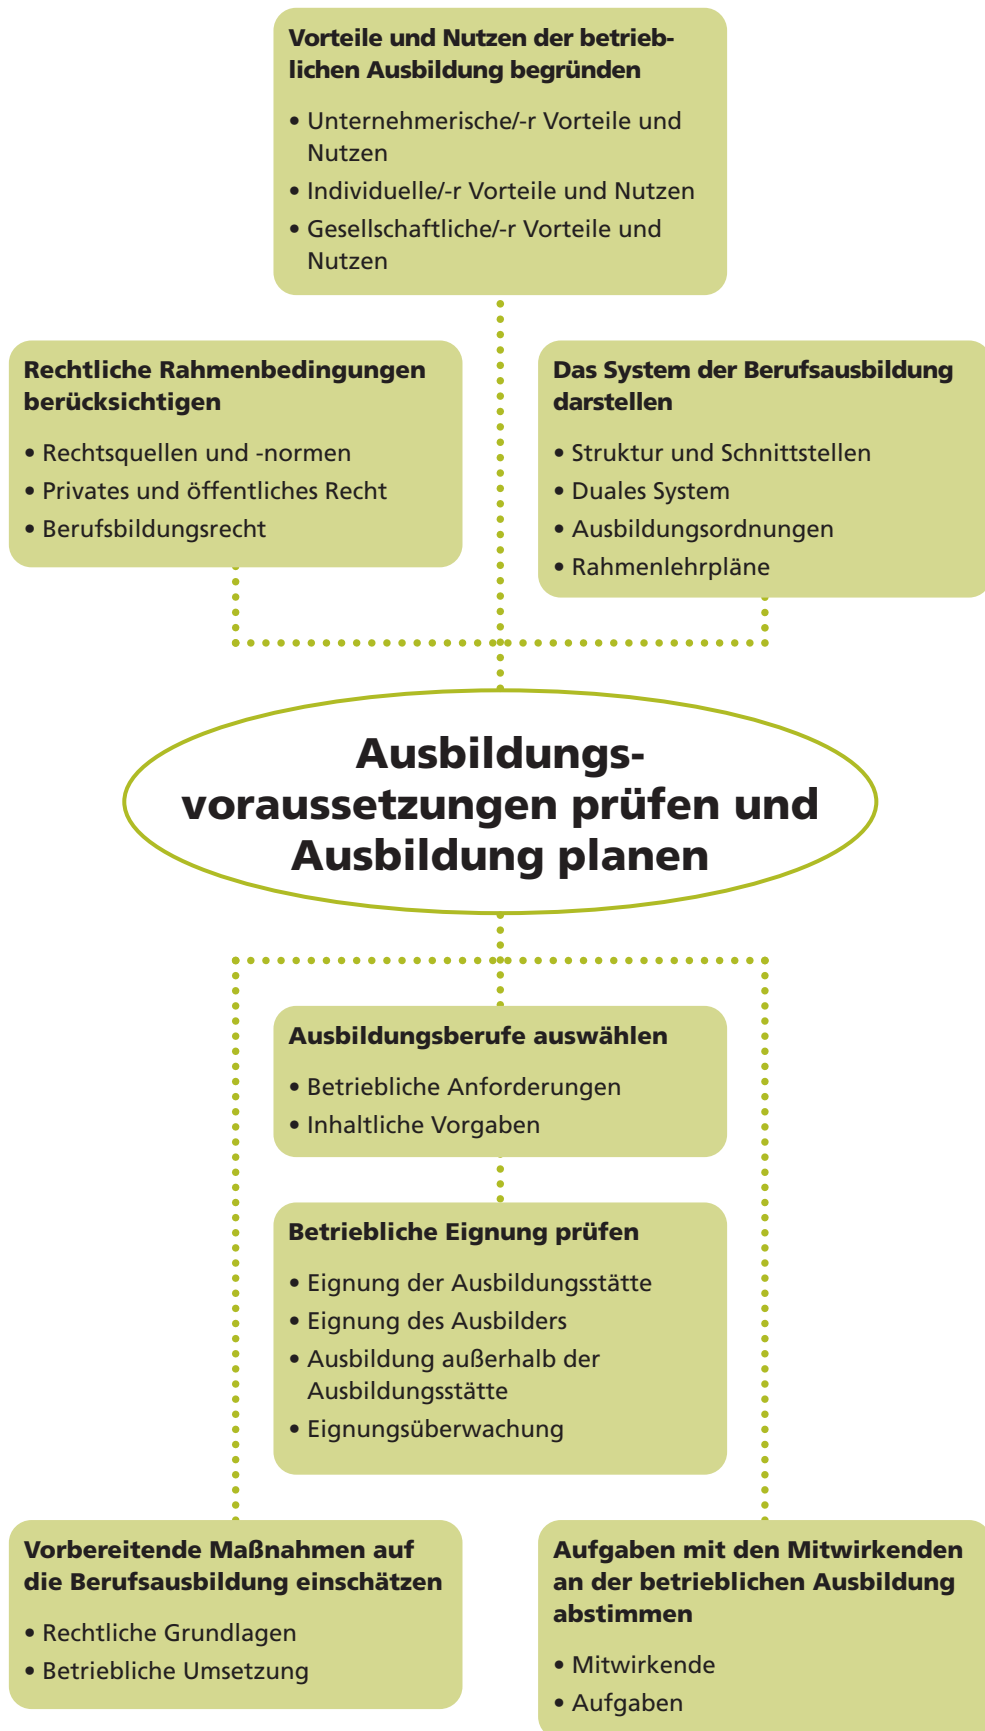 Vorteile und Nutzen der betrieb-
lichen Ausbildung begründen
• Unternehmerische/-r Vorteile und
Nutzen
• Individuelle/-r Vorteile und Nutzen
• Gesellschaftliche/-r Vorteile und
Nutzen
Rechtliche Rahmenbedingungen
berücksichtigen
• Rechtsquellen und -normen
• Privates und öffentliches Recht
• Berufsbildungsrecht
Das System der Berufsausbildung
darstellen
• Struktur und Schnittstellen
• Duales System
• Ausbildungsordnungen
• Rahmenlehrpläne
Ausbildungs-
voraussetzungen prüfen und
Ausbildung planen
Ausbildungsberufe auswählen
• Betriebliche Anforderungen
• Inhaltliche Vorgaben
Betriebliche Eignung prüfen
• Eignung der Ausbildungsstätte
• Eignung des Ausbilders
• Ausbildung außerhalb der
Ausbildungsstätte
• Eignungsüberwachung
Vorbereitende Maßnahmen auf
die Berufsausbildung einschätzen
• Rechtliche Grundlagen
• Betriebliche Umsetzung
Aufgaben mit den Mitwirkenden
an der betrieblichen Ausbildung
abstimmen
• Mitwirkende
• Aufgaben